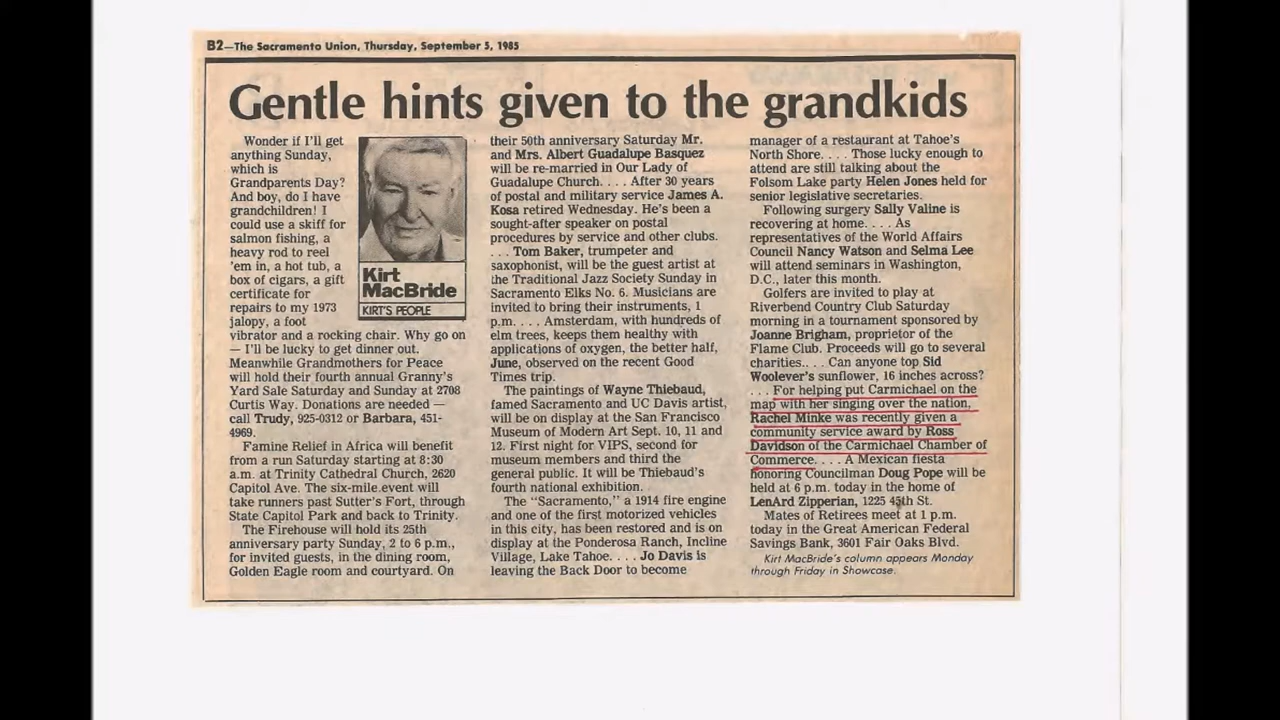 B2—The Sacramento Union, Thursday, September 5, 1985
Gentle hints given to the grandkids
Wonder if I'll get
anything Sunday,
which is
Grandparents Day?
And boy, do I have
grandchildren! I
could use a skiff for
salmon fishing, a
heavy rod to reel
'em in, a hot tub, a
box of cigars, a gift
certificate for
repairs to my 1973
jalopy, a foot
vibrator and a rocking chair. Why go on
— I'll be lucky to get dinner out.
Meanwhile Grandmothers for Peace
will hold their fourth annual Granny's
Yard Sale Saturday and Sunday at 2708
Curtis Way. Donations are needed —
call Trudy, 925-0312 or Barbara, 451-
4969.
Famine Relief in Africa will benefit
from a run Saturday starting at 8:30
a.m. at Trinity Cathedral Church, 2620
Capitol Ave. The six-mile event will
take runners past Sutter's Fort, through
State Capitol Park and back to Trinity.
The Firehouse will hold its 25th
anniversary party Sunday, 2 to 6 p.m.,
for invited guests, in the dining room,
Golden Eagle room and courtyard. On
Kirt
MacBride
KIRT'S PEOPLE
their 50th anniversary Saturday Mr.
and Mrs. Albert Guadalupe Basquez
will be re-married in Our Lady of
Guadalupe Church. . . . After 30 years
of postal and military service James A.
Kosa retired Wednesday. He's been a
sought-after speaker on postal
procedures by service and other clubs.
. . . Tom Baker, trumpeter and
saxophonist, will be the guest artist at
the Traditional Jazz Society Sunday in
Sacramento Elks No. 6. Musicians are
invited to bring their instruments, 1
p.m. . . . Amsterdam, with hundreds of
elm trees, keeps them healthy with
applications of oxygen, the better half,
June, observed on the recent Good
Times trip.
The paintings of Wayne Thiebaud,
famed Sacramento and UC Davis artist,
will be on display at the San Francisco
Museum of Modern Art Sept. 10, 11 and
12. First night for VIPS, second for
museum members and third the
general public. It will be Thiebaud's
fourth national exhibition.
The "Sacramento," a 1914 fire engine
and one of the first motorized vehicles
in this city, has been restored and is on
display at the Ponderosa Ranch, Incline
Village, Lake Tahoe. . . . Jo Davis is
leaving the Back Door to become
manager of a restaurant at Tahoe's
North Shore. . . . Those lucky enough to
attend are still talking about the
Folsom Lake party Helen Jones held for
senior legislative secretaries.
Following surgery Sally Valine is
recovering at home. . . . As
representatives of the World Affairs
Council Nancy Watson and Selma Lee
will attend seminars in Washington,
D.C., later this month.
Golfers are invited to play at
Riverbend Country Club Saturday
morning in a tournament sponsored by
Joanne Brigham, proprietor of the
Flame Club. Proceeds will go to several
charities. . . . Can anyone top Sid
Woolever's sunflower, 16 inches across?
. . . For helping put Carmichael on the
map with her singing over the nation,
Rachel Minke was recently given a
community service award by Ross
Davidson of the Carmichael Chamber of
Commerce. . . . A Mexican fiesta
honoring Councilman Doug Pope will be
held at 6 p.m. today in the home of
LenArd Zipperian, 1225 45th St.
Mates of Retirees meet at 1 p.m.
today in the Great American Federal
Savings Bank, 3601 Fair Oaks Blvd.
Kirt MacBride's column appears Monday
through Friday in Showcase.